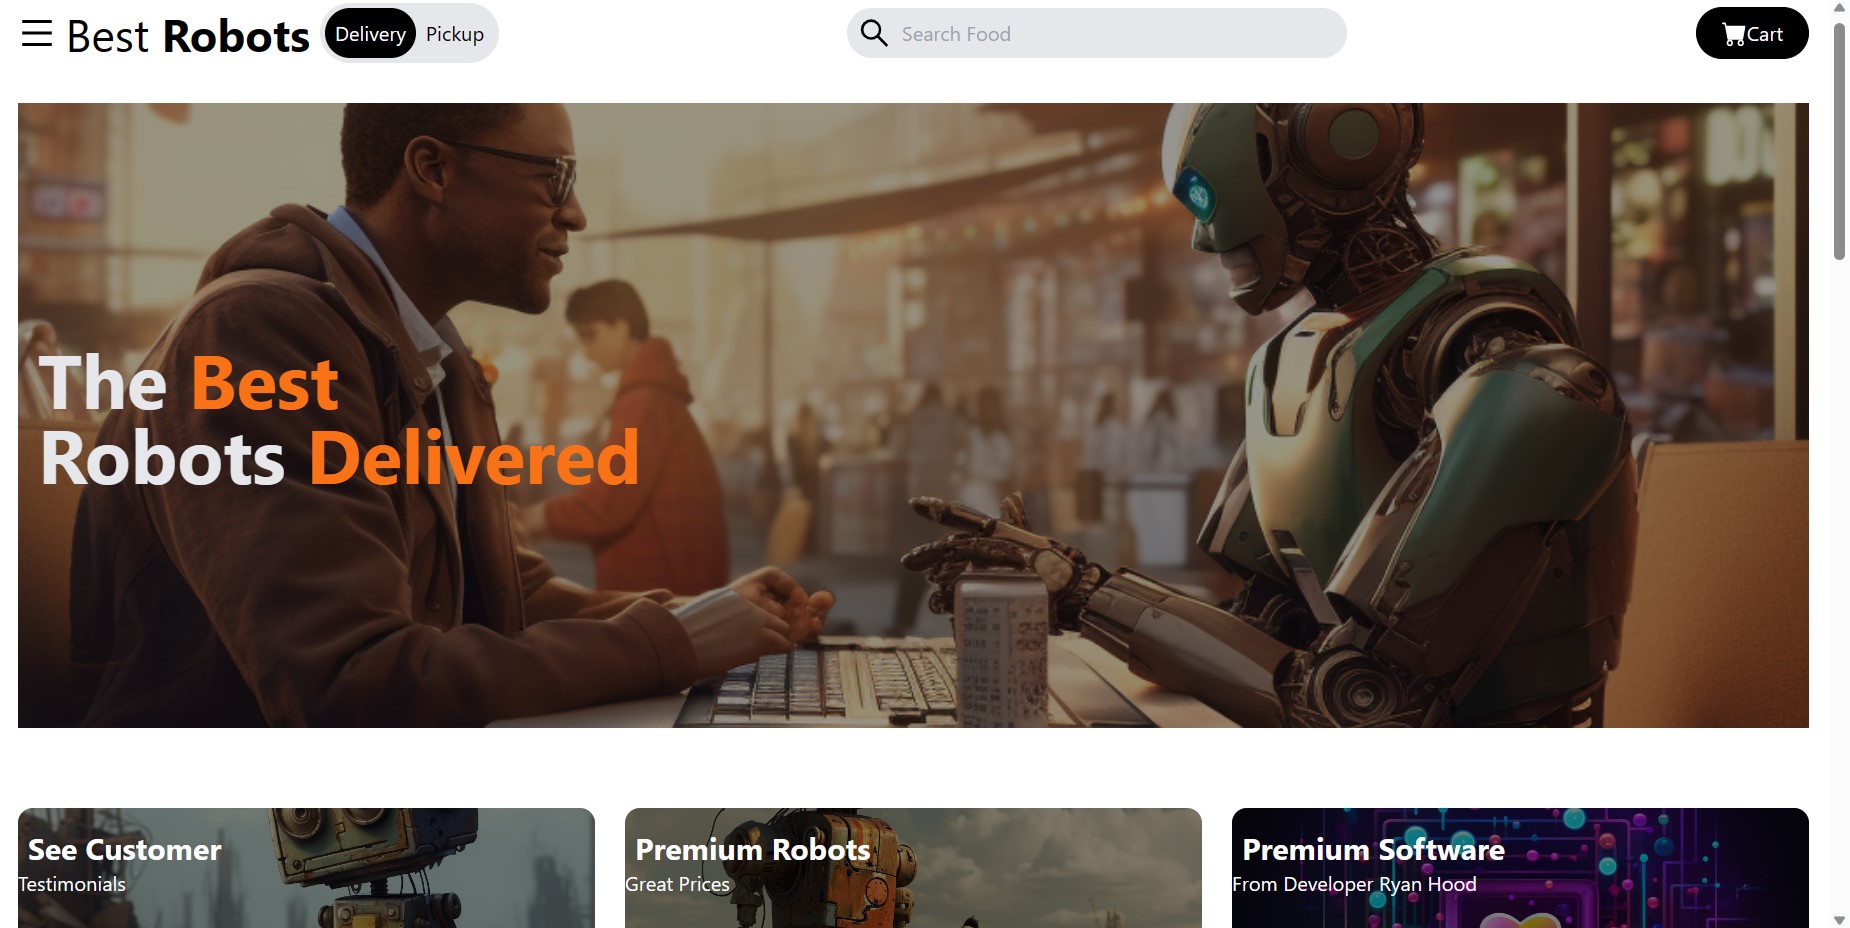 Best Robots
Delivery Pickup
Search Food
Cart
The Best
Robots Delivered
See Customer
Testimonials
Premium Robots
Great Prices
Premium Software
From Developer Ryan Hood